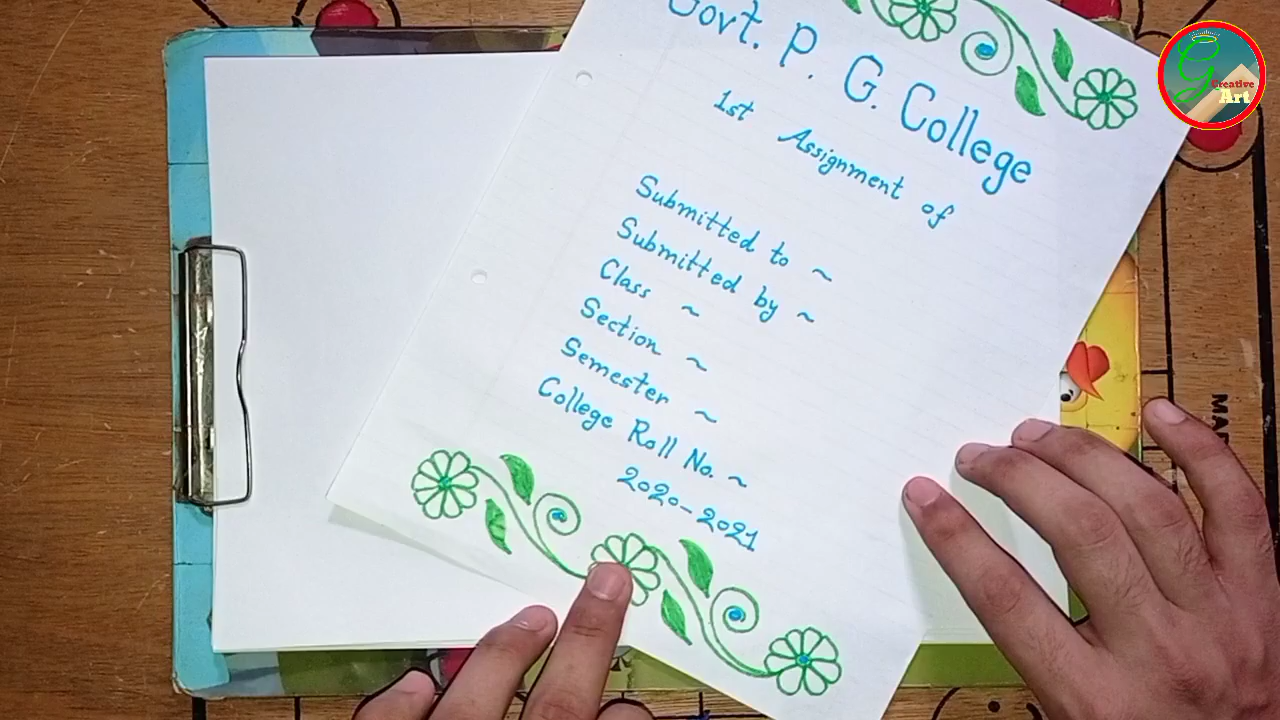 Govt. P. G. College
1st Assignment of
Submitted to ~
Submitted by ~
Class ~
Section ~
Semester ~
College Roll No. ~
2020-2021
G
Creative
Art